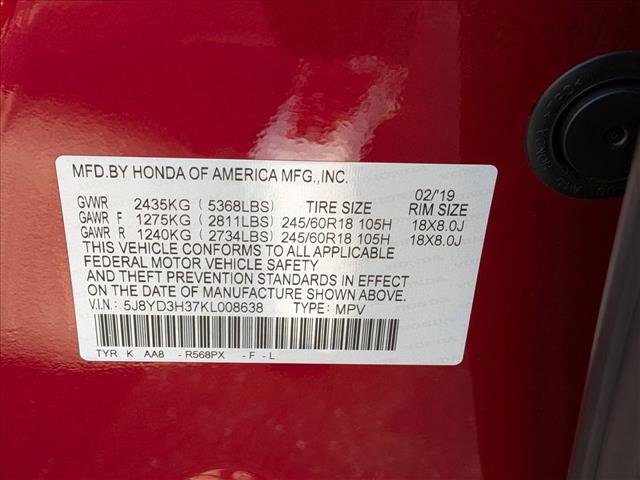 MFD.BY HONDA OF AMERICA MFG.,INC.
02/'19
GVWR 2435KG (5368LBS) TIRE SIZE RIM SIZE
GAWR F 1275KG (2811LBS) 245/60R18 105H 18X8.0J
GAWR R 1240KG (2734LBS) 245/60R18 105H 18X8.0J
THIS VEHICLE CONFORMS TO ALL APPLICABLE
FEDERAL MOTOR VEHICLE SAFETY
AND THEFT PREVENTION STANDARDS IN EFFECT
ON THE DATE OF MANUFACTURE SHOWN ABOVE.
V.I.N: 5J8YD3H37KL008638 TYPE: MPV
TYR K AA8 -R568PX -F -L